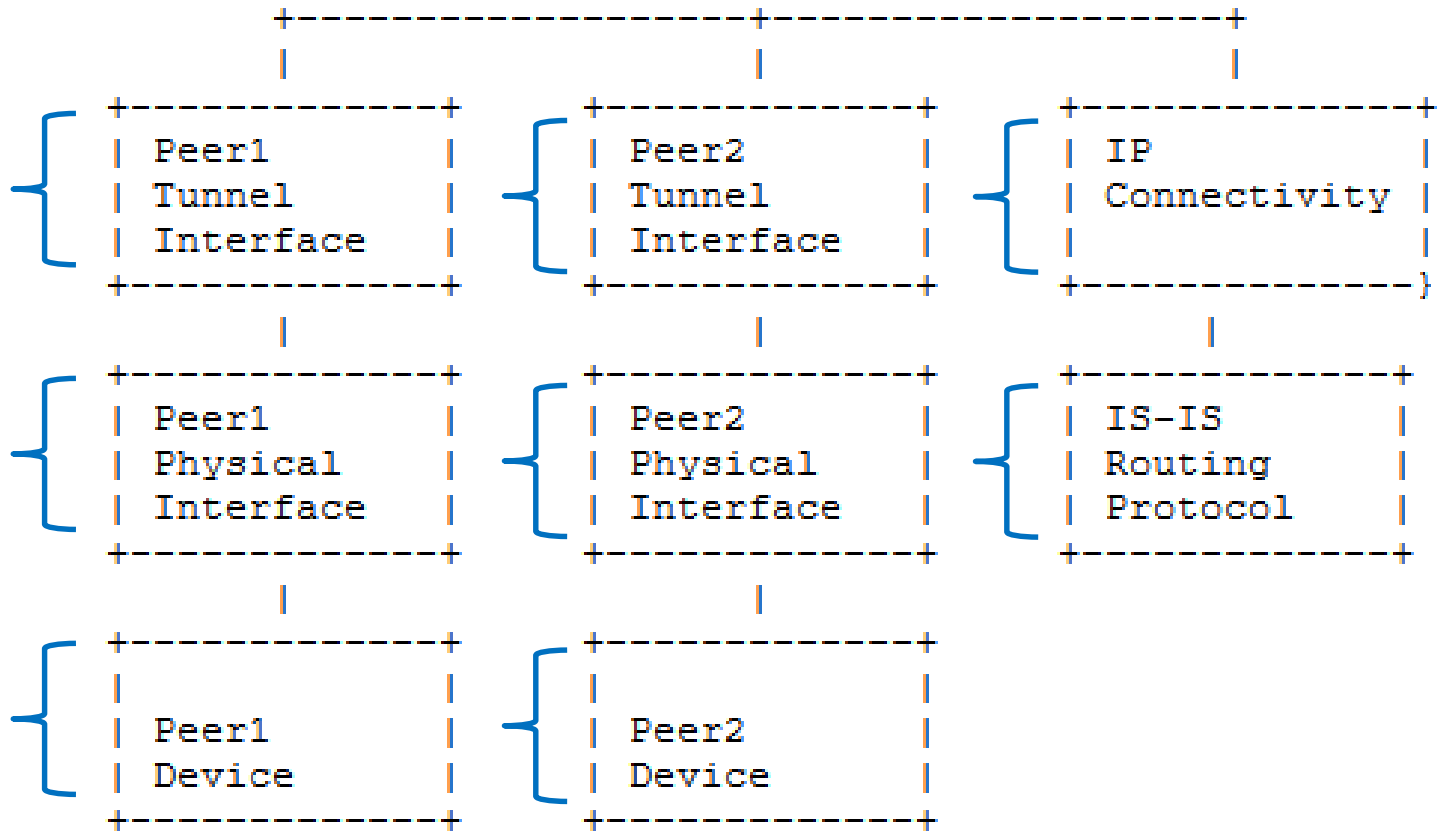 +-------------------+-------------------+
|                   |                   |
+-------------+     +-------------+     +--------------+
| Peer1       |     | Peer2       |     | IP           |
| Tunnel      |     | Tunnel      |     | Connectivity |
| Interface   |     | Interface   |     |              |
+-------------+     +-------------+     +--------------}
|                   |                  |
+-------------+     +-------------+     +-------------+
| Peer1       |     | Peer2       |     | IS-IS       |
| Physical    |     | Physical    |     | Routing     |
| Interface   |     | Interface   |     | Protocol    |
+-------------+     +-------------+     +-------------+
|                   |
+-------------+     +-------------+
|             |     |             |
| Peer1       |     | Peer2       |
| Device      |     | Device      |
+-------------+     +-------------+